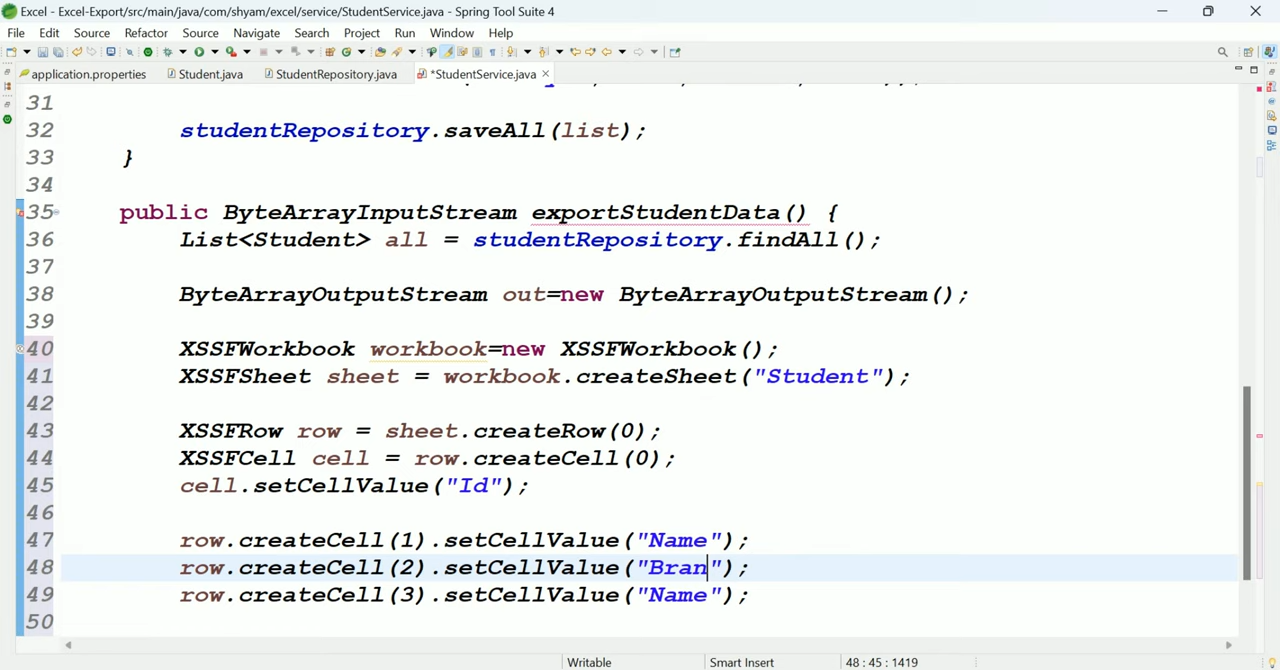 Excel - Excel-Export/src/main/java/com/shyam/excel/service/StudentService.java - Spring Tool Suite 4
File Edit Source Refactor Source Navigate Search Project Run Window Help
application.properties Student.java StudentRepository.java *StudentService.java
31
32 studentRepository.saveAll(list);
33 }
34
35 public ByteArrayInputStream exportStudentData() {
36 List<Student> all = studentRepository.findAll();
37
38 ByteArrayOutputStream out=new ByteArrayOutputStream();
39
40 XSSFWorkbook workbook=new XSSFWorkbook();
41 XSSFSheet sheet = workbook.createSheet("Student");
42
43 XSSFRow row = sheet.createRow(0);
44 XSSFCell cell = row.createCell(0);
45 cell.setCellValue("Id");
46
47 row.createCell(1).setCellValue("Name");
48 row.createCell(2).setCellValue("Bran");
49 row.createCell(3).setCellValue("Name");
50
Writable Smart Insert 48 : 45 : 1419